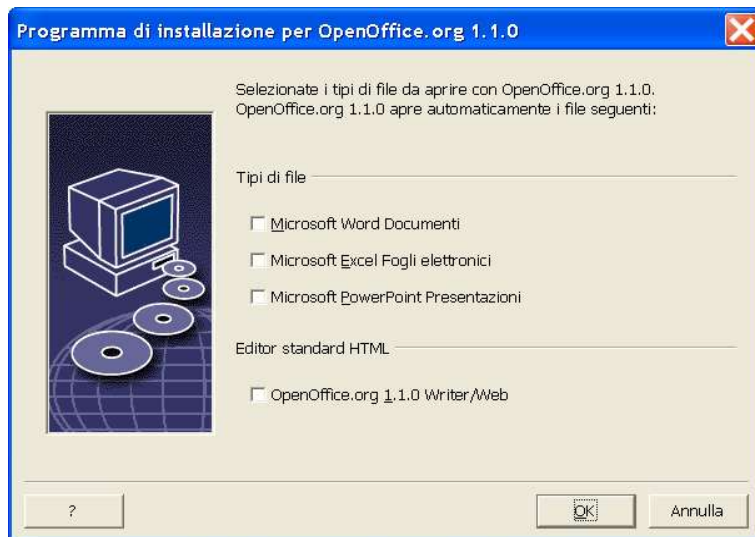 Programma di installazione per OpenOffice.org 1.1.0
Selezionate i tipi di file da aprire con OpenOffice.org 1.1.0.
OpenOffice.org 1.1.0 apre automaticamente i file seguenti:
Tipi di file
Microsoft Word Documenti
Microsoft Excel Fogli elettronici
Microsoft PowerPoint Presentazioni
Editor standard HTML
OpenOffice.org 1.1.0 Writer/Web
?
OK
Annulla